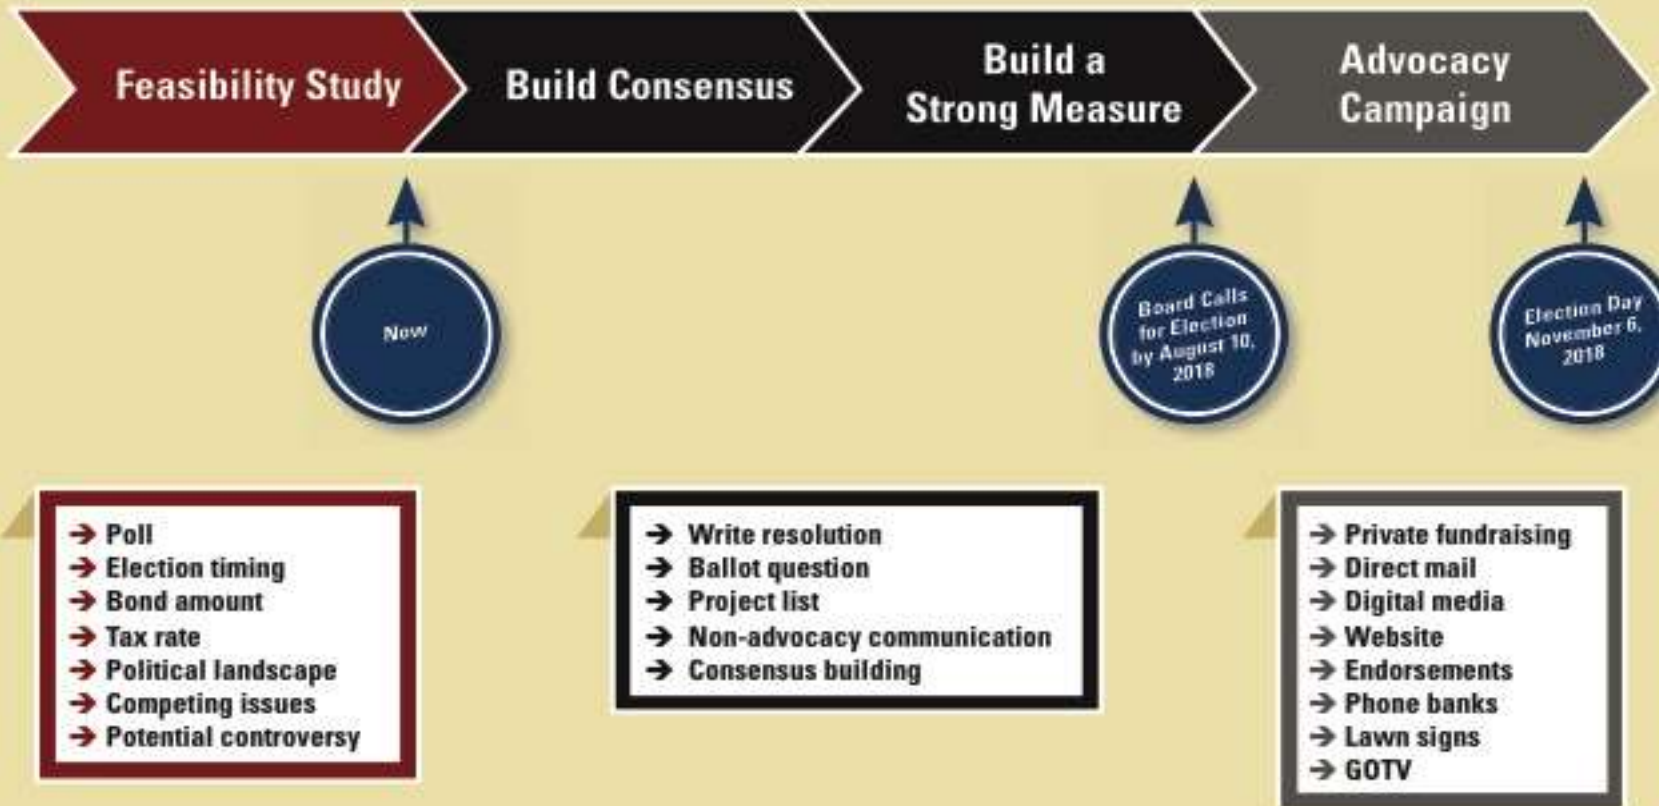 Feasibility Study
Build Consensus
Build a
Strong Measure
Advocacy
Campaign
Now
Board Calls
for Election
by August 10,
2018
Election Day
November 6,
2018
→ Poll
→ Election timing
→ Bond amount
→ Tax rate
→ Political landscape
→ Competing issues
→ Potential controversy
→ Write resolution
→ Ballot question
→ Project list
→ Non-advocacy communication
→ Consensus building
→ Private fundraising
→ Direct mail
→ Digital media
→ Website
→ Endorsements
→ Phone banks
→ Lawn signs
→ GOTV